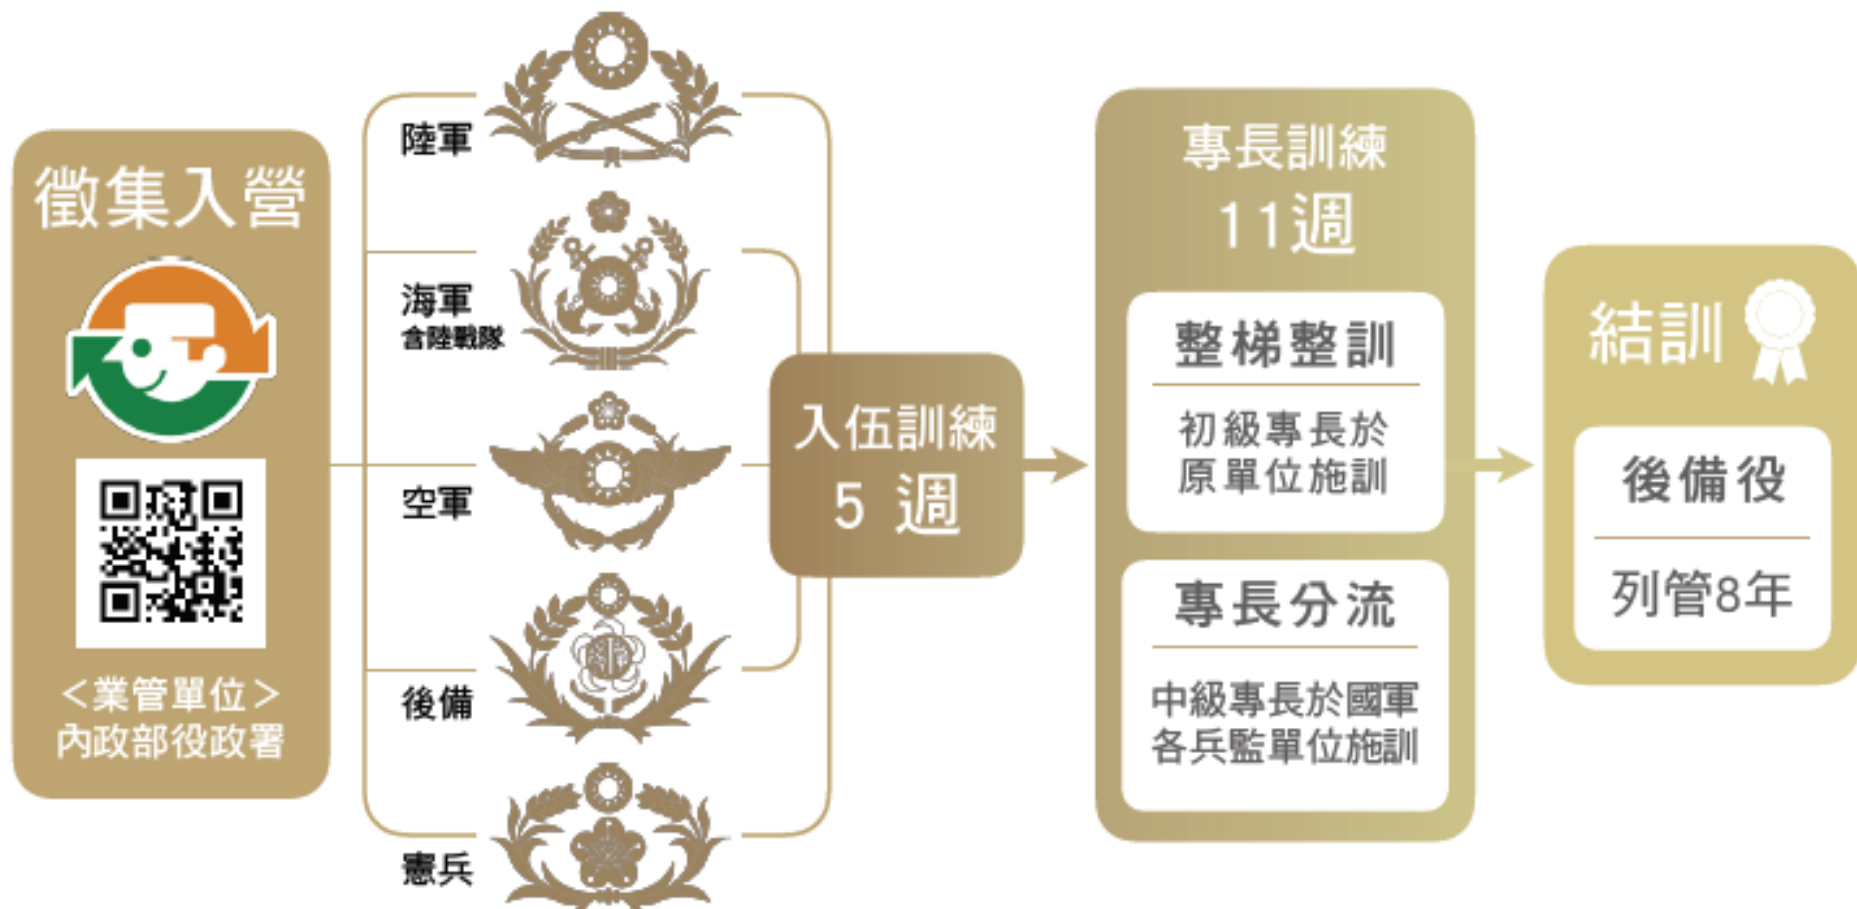 徵集入營
＜業管單位＞
內政部役政署
陸軍
海軍
含陸戰隊
空軍
後備
憲兵
入伍訓練
5 週
專長訓練
11週
整梯整訓
初級專長於
原單位施訓
專長分流
中級專長於國軍
各兵監單位施訓
結訓
後備役
列管8年